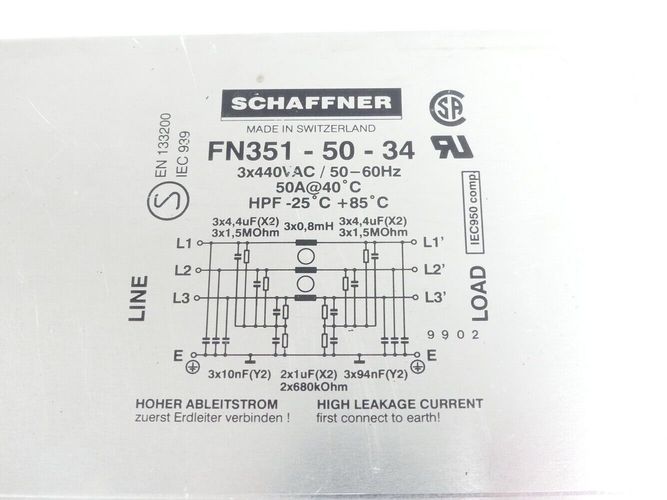 SCHAFFNER
MADE IN SWITZERLAND
FN351 - 50 - 34
3x440VAC / 50-60Hz
50A@40°C
HPF -25°C +85°C
S
EN 133200
IEC 939
SA
RU
IEC950 comp.
3x4,4uF(X2) 3x0,8mH 3x4,4uF(X2)
3x1,5MOhm 3x1,5MOhm
L1 L1'
L2 L2'
L3 L3'
LINE
LOAD
9902
E E
3x10nF(Y2) 2x1uF(X2) 3x94nF(Y2)
2x680kOhm
HOHER ABLEITSTROM
zuerst Erdleiter verbinden !
HIGH LEAKAGE CURRENT
first connect to earth!